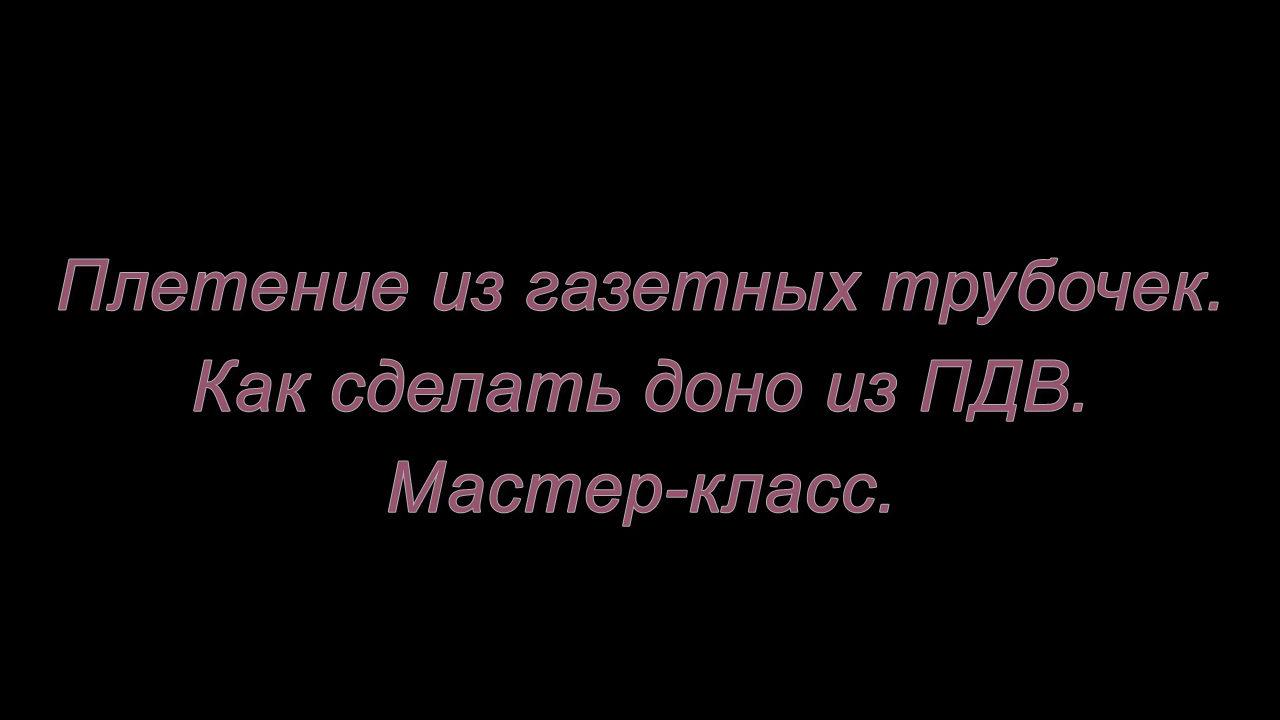 Плетение из газетных трубочек.
Как сделать доно из ПДВ.
Мастер-класс.